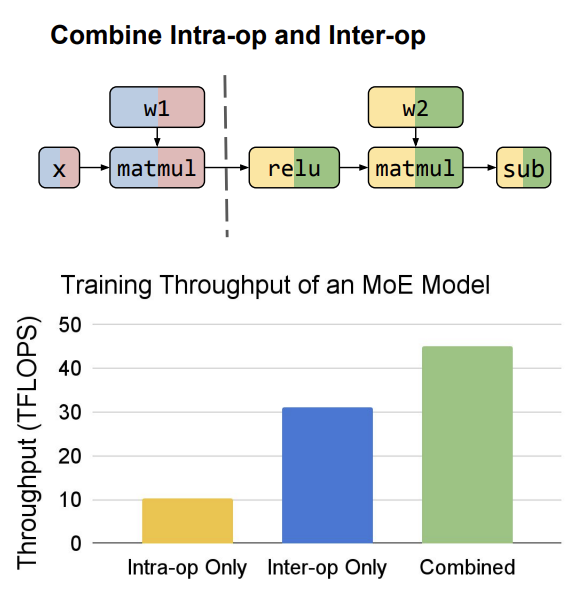 Combine Intra-op and Inter-op
w1
w2
x
matmul
relu
matmul
sub
Training Throughput of an MoE Model
Throughput (TFLOPS)
50
40
30
20
10
0
Intra-op Only
Inter-op Only
Combined